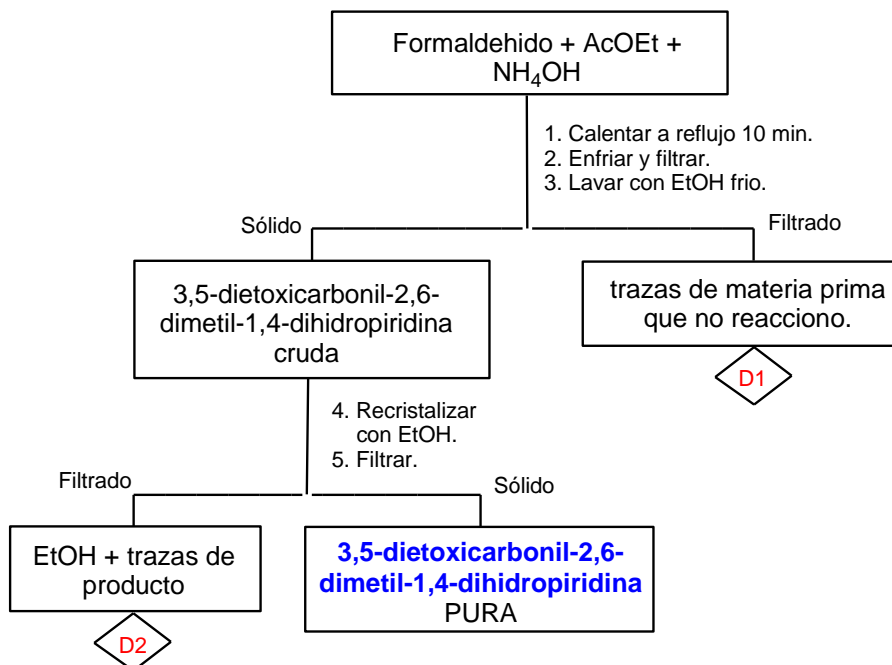 Formaldehido + AcOEt +
NH₄OH
1. Calentar a reflujo 10 min.
2. Enfriar y filtrar.
3. Lavar con EtOH frio.
Sólido
Filtrado
3,5-dietoxicarbonil-2,6-
dimetil-1,4-dihidropiridina
cruda
trazas de materia prima
que no reacciono.
D1
4. Recristalizar
con EtOH.
5. Filtrar.
Filtrado
Sólido
EtOH + trazas de
producto
3,5-dietoxicarbonil-2,6-
dimetil-1,4-dihidropiridina
PURA
D2